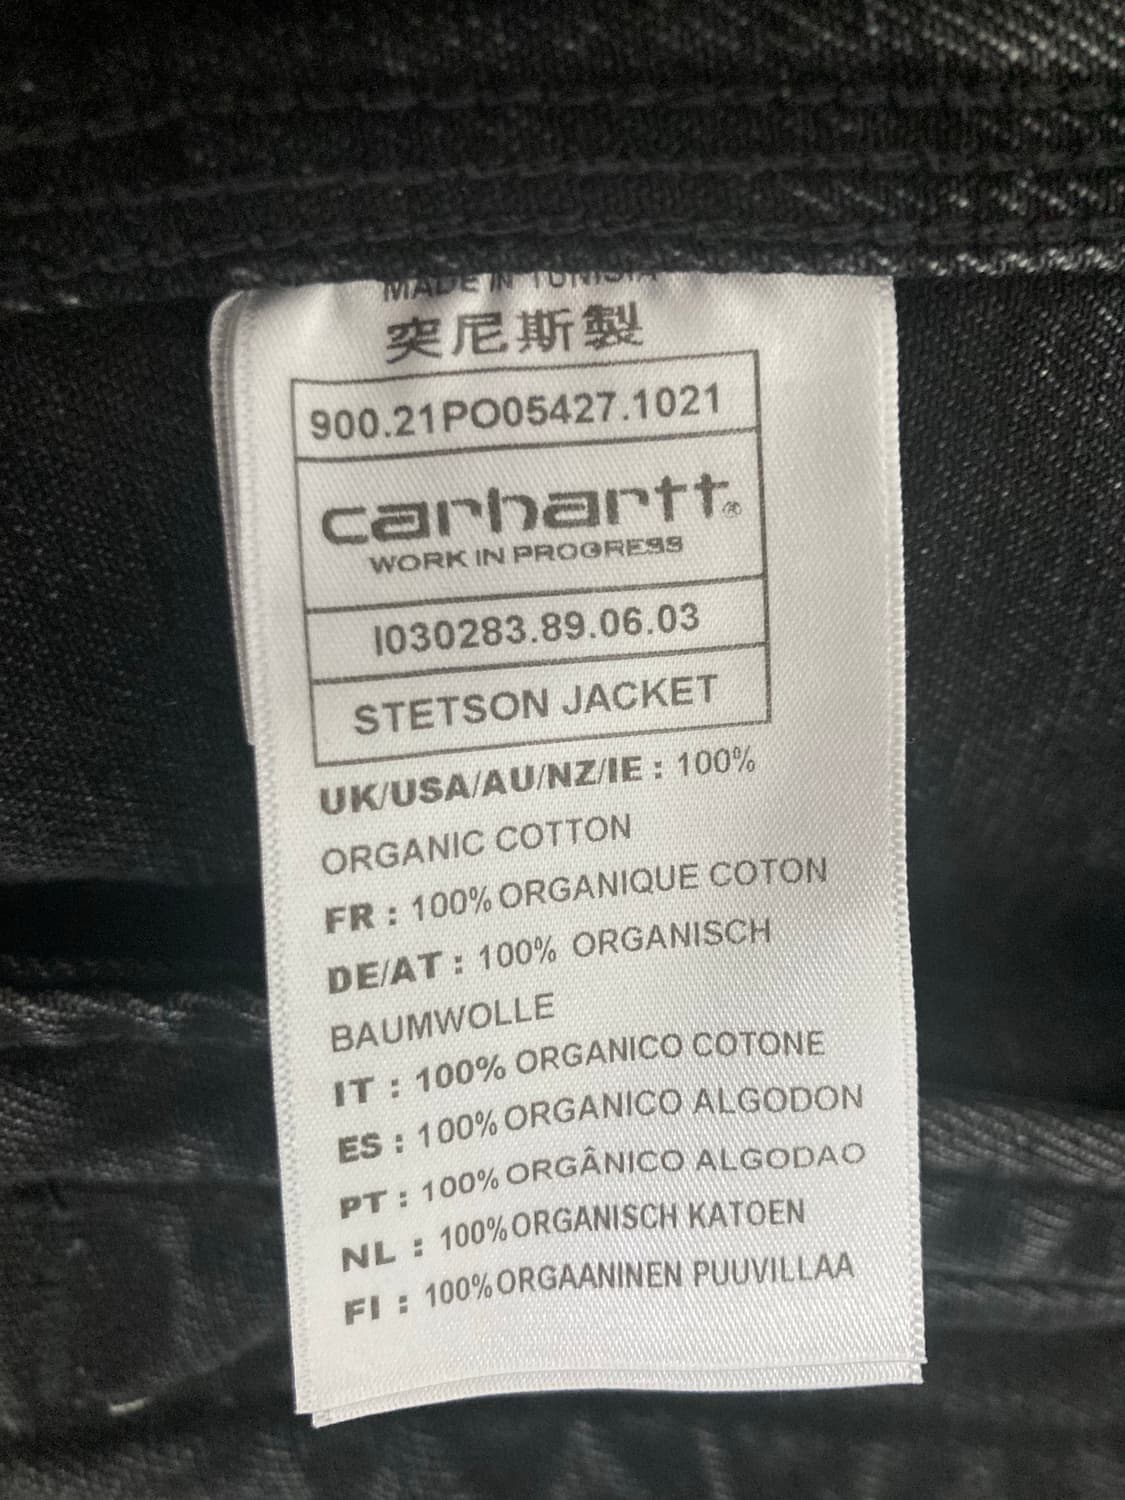 MADE IN TUNISIA
突尼斯製
900.21PO05427.1021
carhartt®
WORK IN PROGRESS
I030283.89.06.03
STETSON JACKET
UK/USA/AU/NZ/IE : 100%
ORGANIC COTTON
FR : 100% ORGANIQUE COTON
DE/AT : 100% ORGANISCH
BAUMWOLLE
IT : 100% ORGANICO COTONE
ES : 100% ORGANICO ALGODON
PT : 100% ORGÂNICO ALGODAO
NL : 100% ORGANISCH KATOEN
FI : 100% ORGAANINEN PUUVILLAA